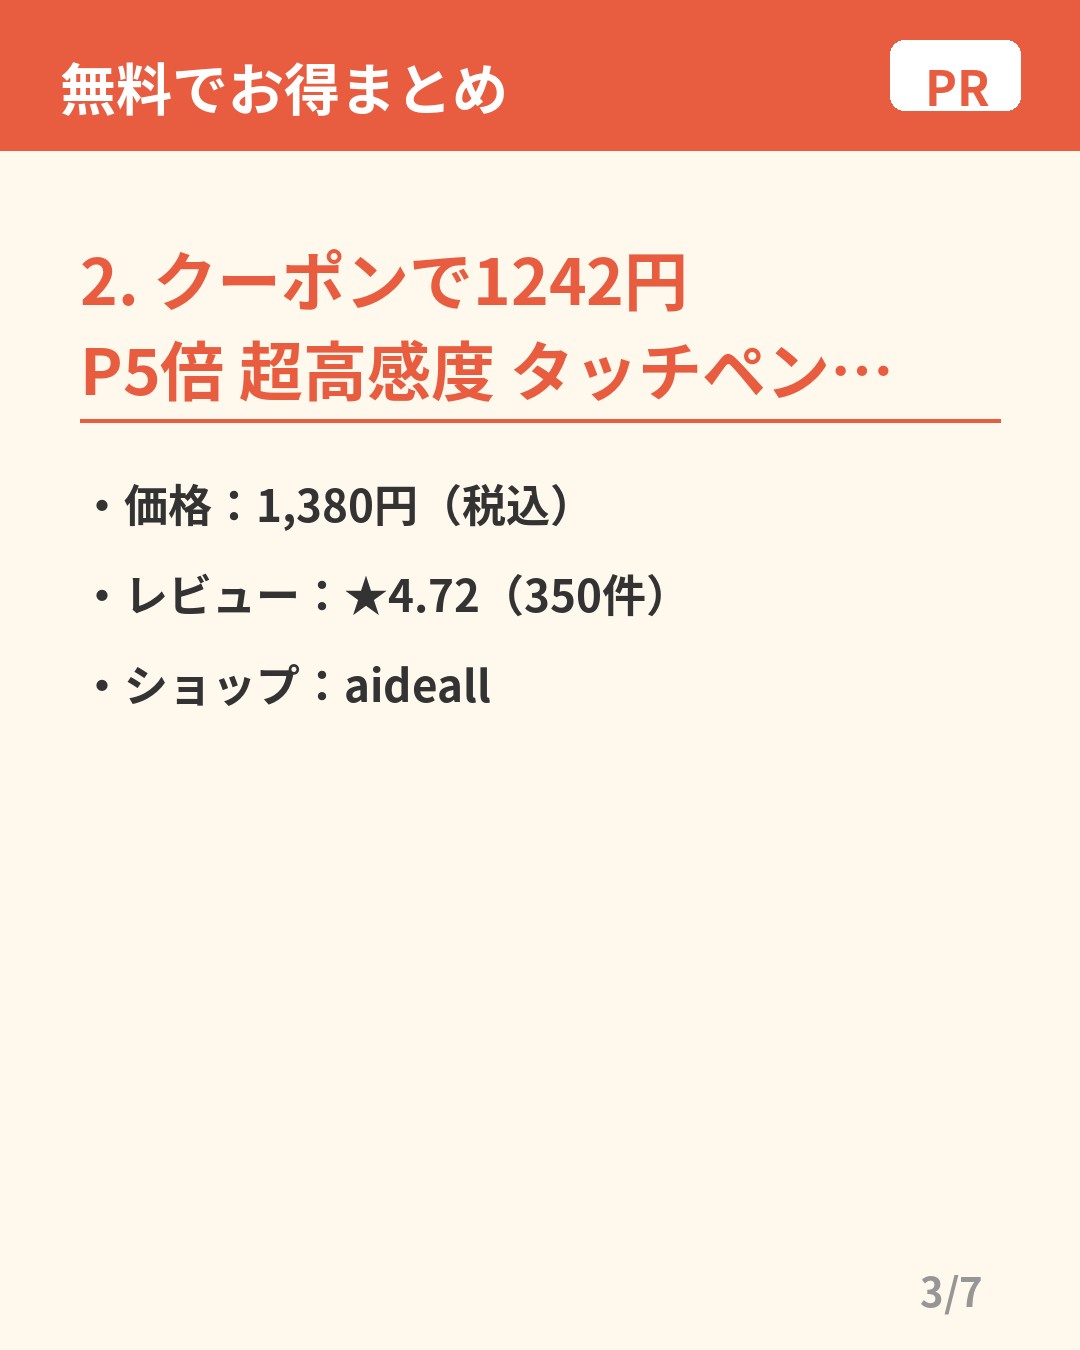 無料でお得まとめ
PR
2. クーポンで1242円
P5倍 超高感度 タッチペン…
・価格：1,380円（税込）
・レビュー：★4.72（350件）
・ショップ：aideall
3/7